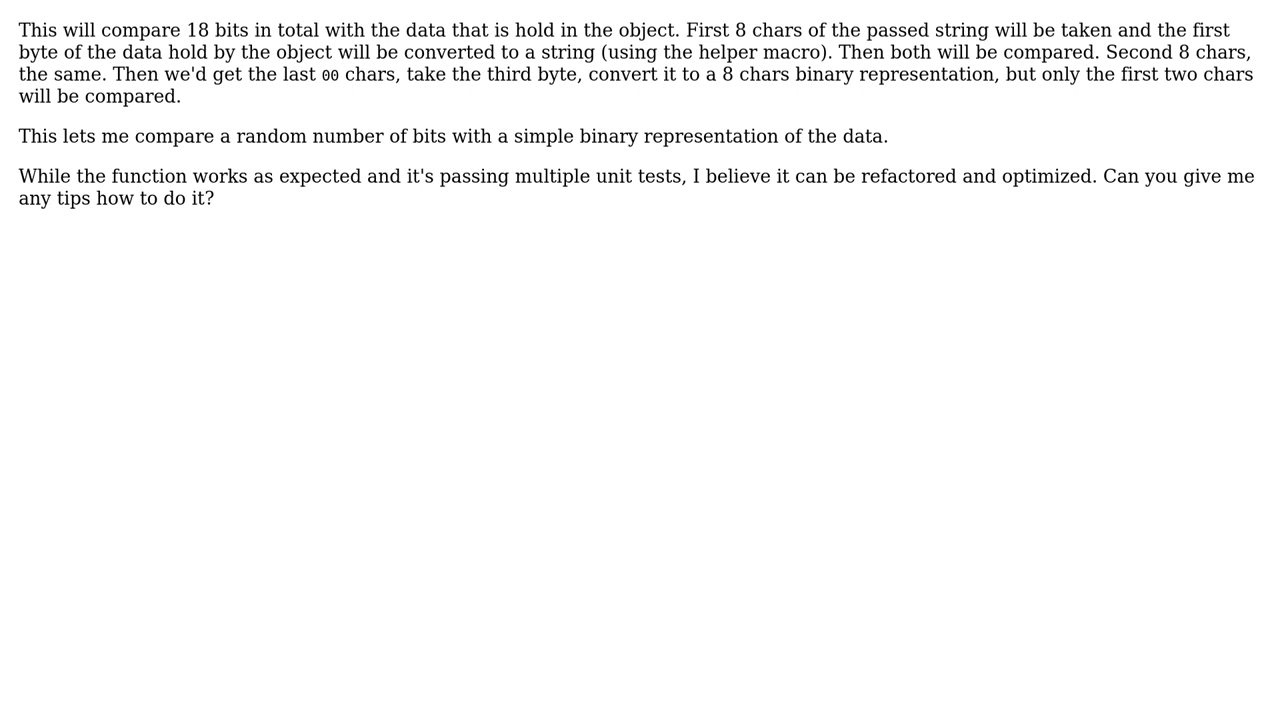 This will compare 18 bits in total with the data that is hold in the object. First 8 chars of the passed string will be taken and the first
byte of the data hold by the object will be converted to a string (using the helper macro). Then both will be compared. Second 8 chars,
the same. Then we'd get the last 00 chars, take the third byte, convert it to a 8 chars binary representation, but only the first two chars
will be compared.
This lets me compare a random number of bits with a simple binary representation of the data.
While the function works as expected and it's passing multiple unit tests, I believe it can be refactored and optimized. Can you give me
any tips how to do it?